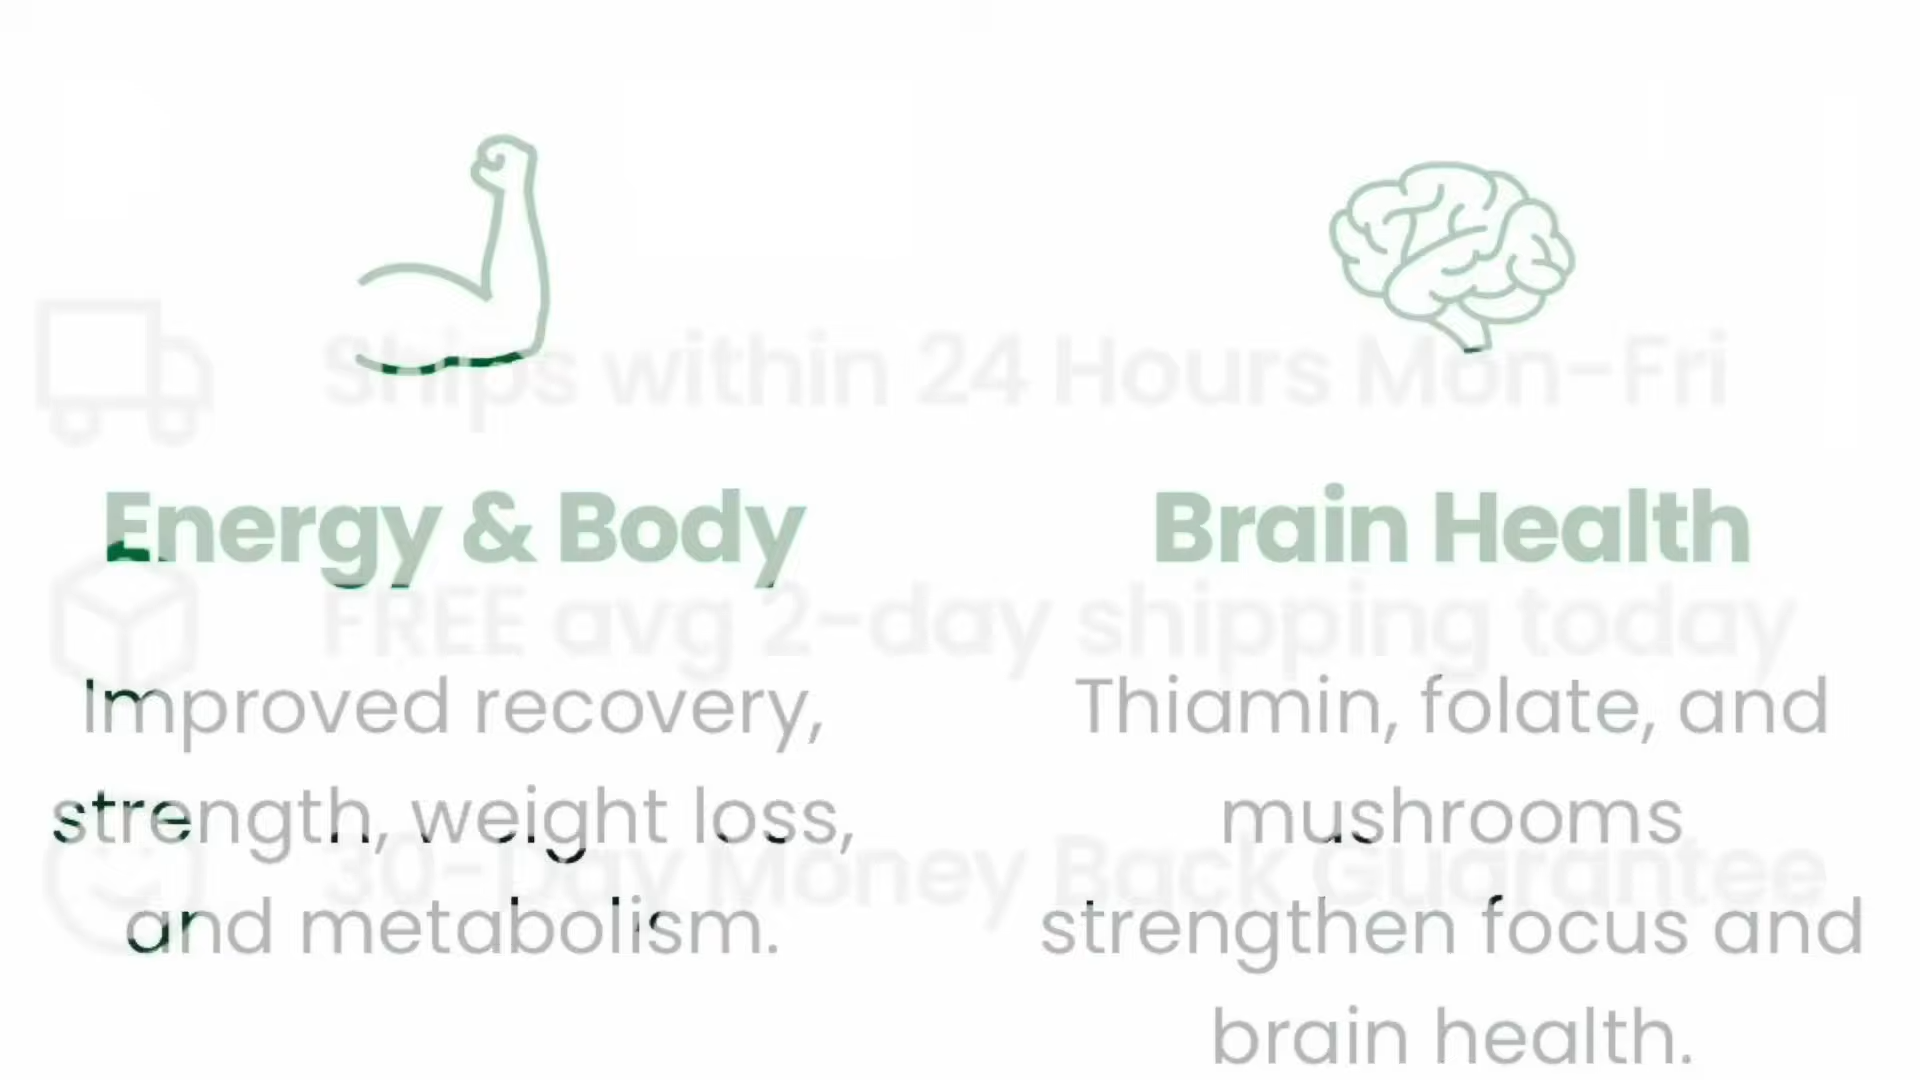 Ships within 24 Hours Mon-Fri
Energy & Body
Brain Health
FREE avg 2-day shipping today
Improved recovery,
strength, weight loss,
and metabolism.
Thiamin, folate, and
mushrooms
strengthen focus and
brain health.
30-Day Money Back Guarantee